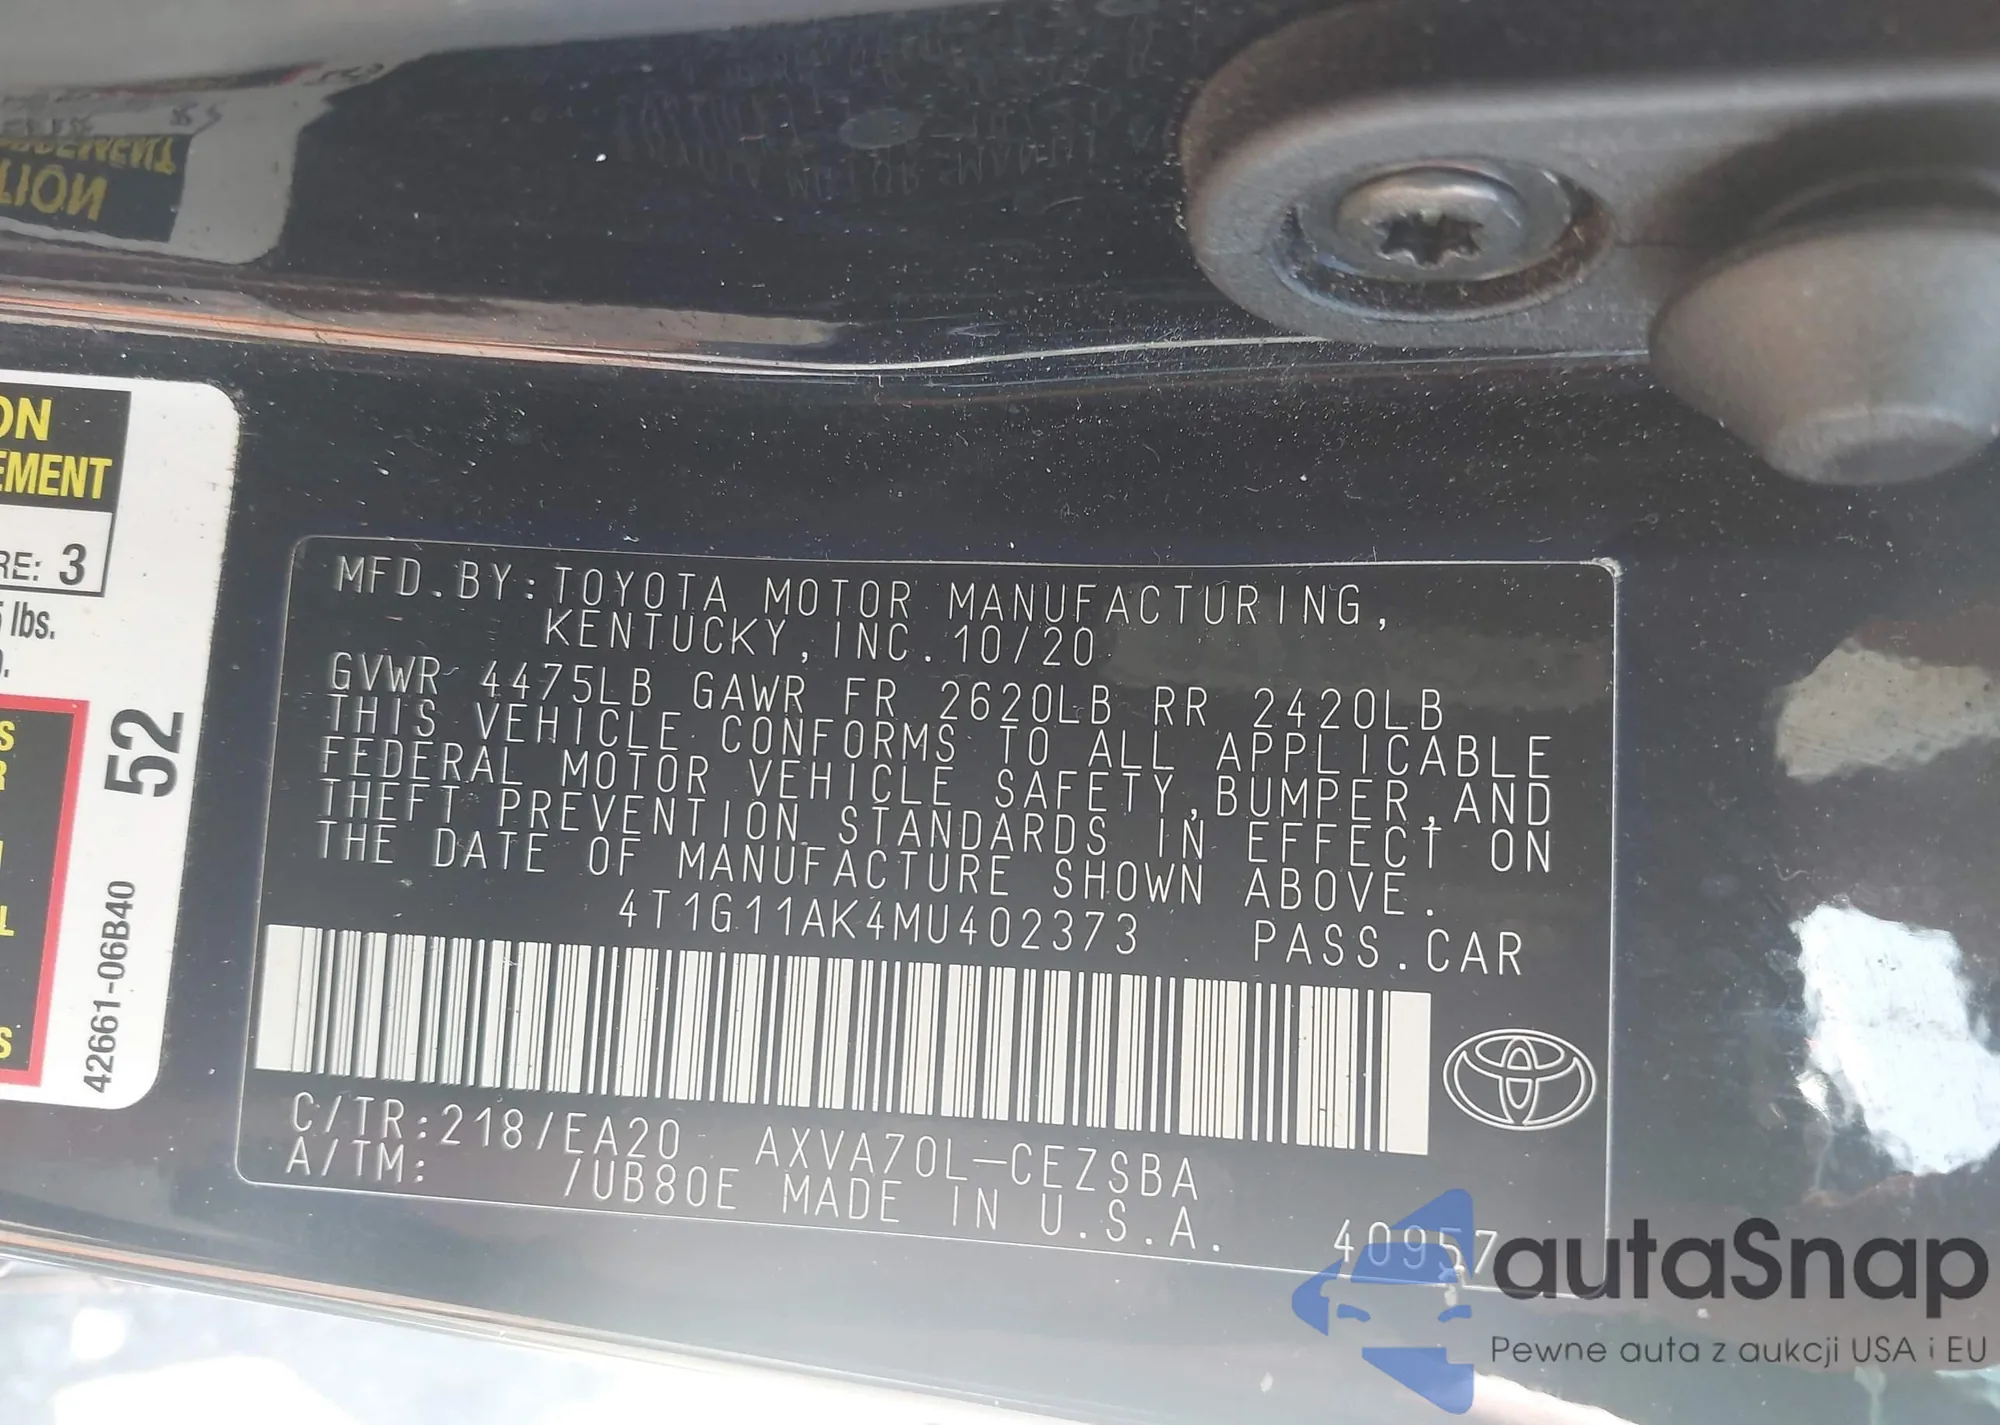 ON
EMENT
RE: 3
5 lbs.
52
42661-06B40
MFD.BY:TOYOTA MOTOR MANUFACTURING,
KENTUCKY,INC.10/20
GVWR 4475LB GAWR FR 2620LB RR 2420LB
THIS VEHICLE CONFORMS TO ALL APPLICABLE
FEDERAL MOTOR VEHICLE SAFETY,BUMPER,AND
THEFT PREVENTION STANDARDS IN EFFECT ON
THE DATE OF MANUFACTURE SHOWN ABOVE.
4T1G11AK4MU402373 PASS.CAR
C/TR:218/EA20 AXVA70L-CEZSBA
A/TM: /UB80E MADE IN U.S.A.
40957
autaSnap
Pewne auta z aukcji USA i EU